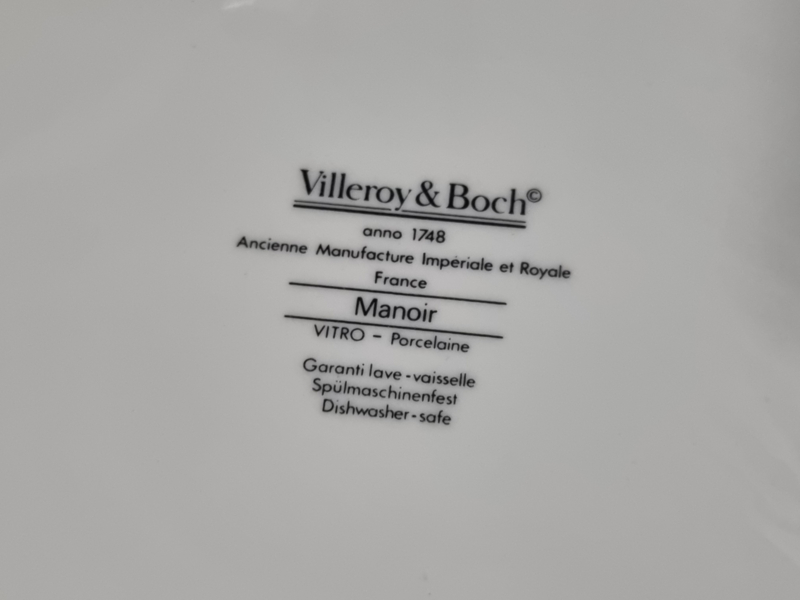 Villeroy & Boch©
anno 1748
Ancienne Manufacture Impériale et Royale
France
Manoir
VITRO - Porcelaine
Garanti lave-vaisselle
Spülmaschinenfest
Dishwasher-safe